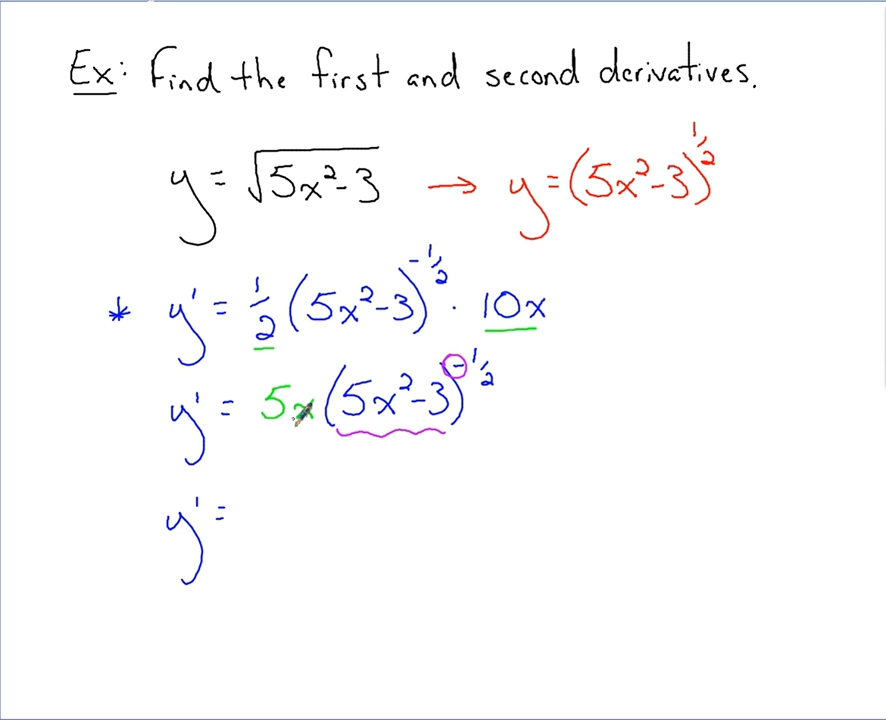 Ex: Find the first and second derivatives.
y = √(5x²-3) → y = (5x²-3)^½
* y' = ½ (5x²-3)^-½ · 10x
y' = 5x (5x²-3)^-½
y' =